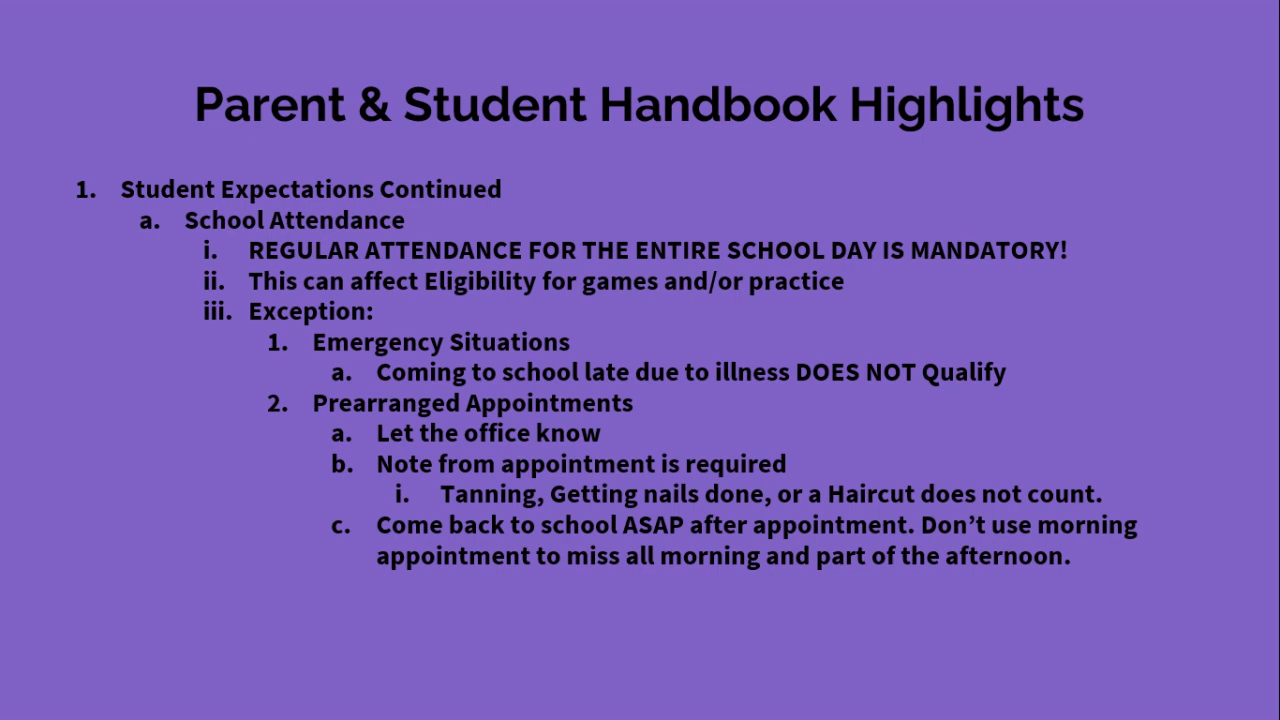 Parent & Student Handbook Highlights
1. Student Expectations Continued
a. School Attendance
i. REGULAR ATTENDANCE FOR THE ENTIRE SCHOOL DAY IS MANDATORY!
ii. This can affect Eligibility for games and/or practice
iii. Exception:
1. Emergency Situations
a. Coming to school late due to illness DOES NOT Qualify
2. Prearranged Appointments
a. Let the office know
b. Note from appointment is required
i. Tanning, Getting nails done, or a Haircut does not count.
c. Come back to school ASAP after appointment. Don’t use morning
appointment to miss all morning and part of the afternoon.